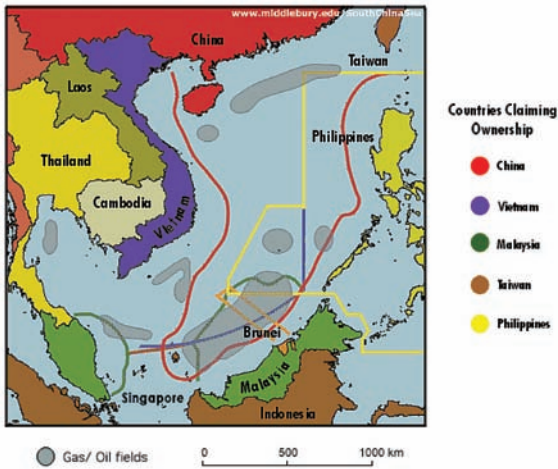 www.middlebury.edu/SouthChinaSea
China
Taiwan
Laos
Philippines
Thailand
Cambodia
Vietnam
Brunei
Malaysia
Singapore
Indonesia
Countries Claiming
Ownership
China
Vietnam
Malaysia
Taiwan
Philippines
Gas/ Oil fields
0 500 1000 km